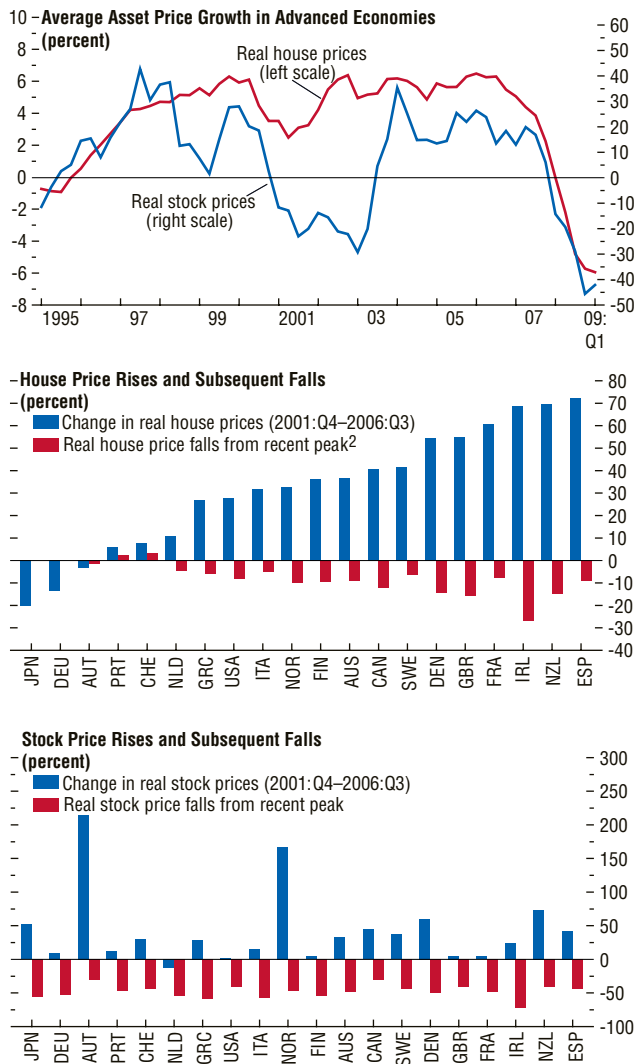 Average Asset Price Growth in Advanced Economies
(percent)
10
8
6
4
2
0
-2
-4
-6
-8
60
50
40
30
20
10
0
-10
-20
-30
-40
-50
Real house prices
(left scale)
Real stock prices
(right scale)
1995 97 99 2001 03 05 07 09:
Q1
House Price Rises and Subsequent Falls
(percent)
Change in real house prices (2001:Q4–2006:Q3)
Real house price falls from recent peak2
80
70
60
50
40
30
20
10
0
-10
-20
-30
-40
JPN DEU AUT PRT CHE NLD GRC USA ITA NOR FIN AUS CAN SWE DEN GBR FRA IRL NZL ESP
Stock Price Rises and Subsequent Falls
(percent)
Change in real stock prices (2001:Q4–2006:Q3)
Real stock price falls from recent peak
300
250
200
150
100
50
0
-50
-100
JPN DEU AUT PRT CHE NLD GRC USA ITA NOR FIN AUS CAN SWE DEN GBR FRA IRL NZL ESP